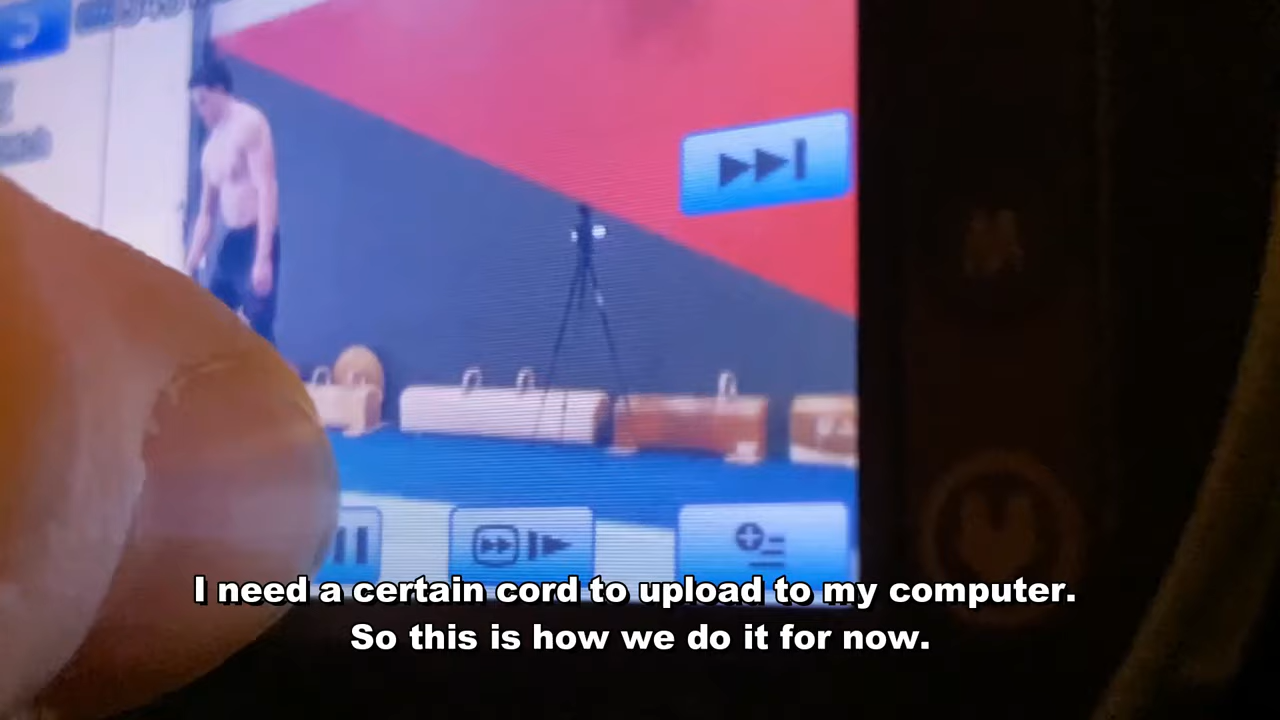 I need a certain cord to upload to my computer.
So this is how we do it for now.